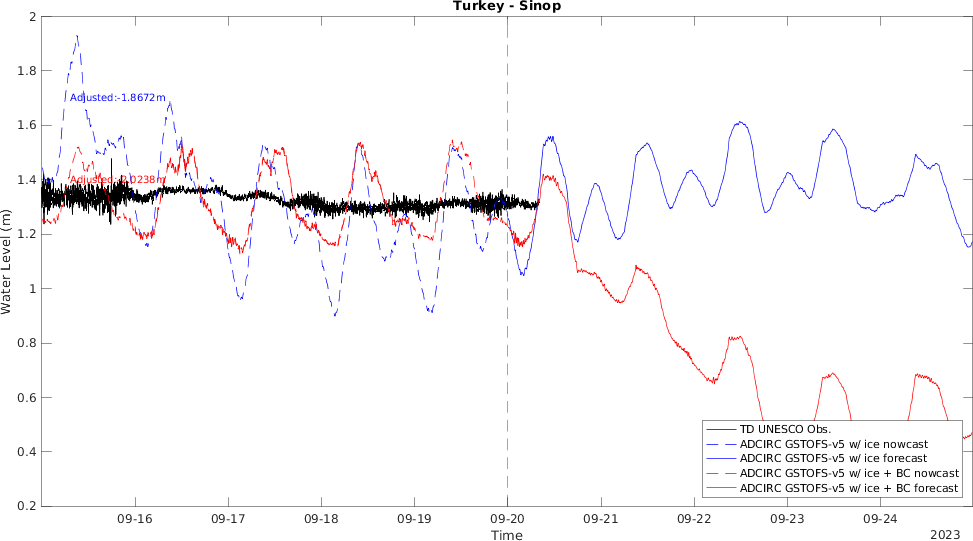 Turkey - Sinop
2
1.8
1.6
1.4
1.2
1
0.8
0.6
0.4
0.2
Water Level (m)
Adjusted:-1.8672m
Adjusted:-2.0238m
TD UNESCO Obs.
ADCIRC GSTOFS-v5 w/ ice nowcast
ADCIRC GSTOFS-v5 w/ ice forecast
ADCIRC GSTOFS-v5 w/ ice + BC nowcast
ADCIRC GSTOFS-v5 w/ ice + BC forecast
09-16 09-17 09-18 09-19 09-20 09-21 09-22 09-23 09-24
Time
2023